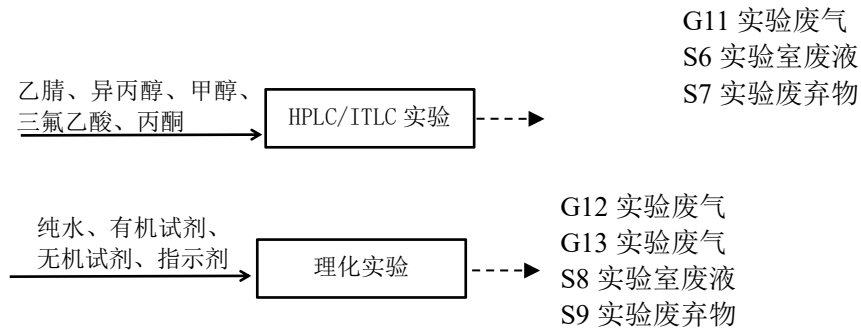 G11 实验废气
S6 实验室废液
S7 实验废弃物
乙腈、异丙醇、甲醇、
三氟乙酸、丙酮
HPLC/ITLC 实验
纯水、有机试剂、
无机试剂、指示剂
理化实验
G12 实验废气
G13 实验废气
S8 实验室废液
S9 实验废弃物